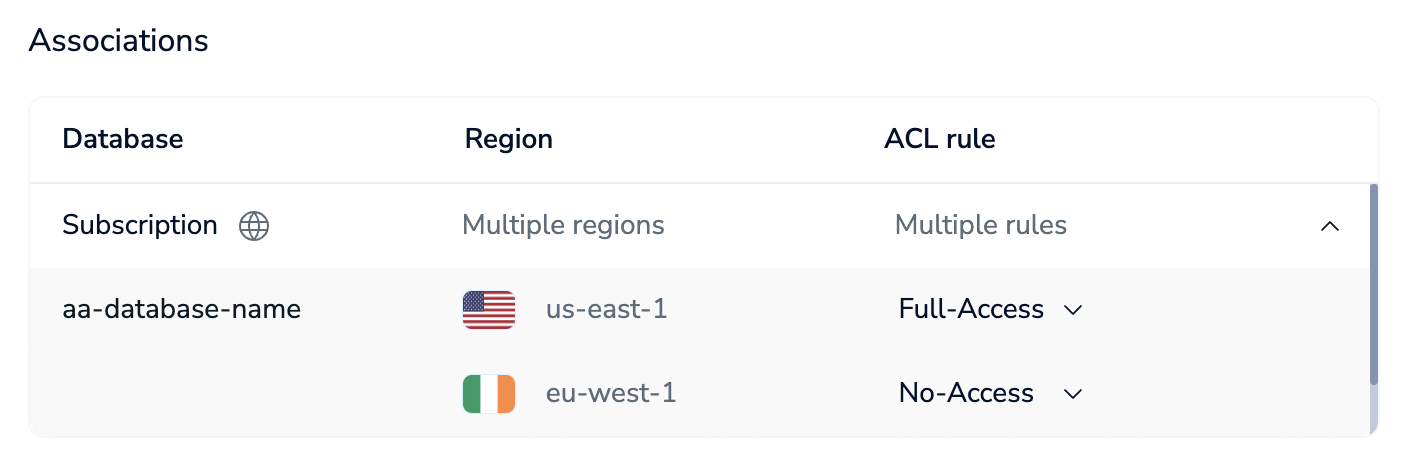 Associations
Database Region ACL rule
Subscription Multiple regions Multiple rules
aa-database-name us-east-1 Full-Access
eu-west-1 No-Access